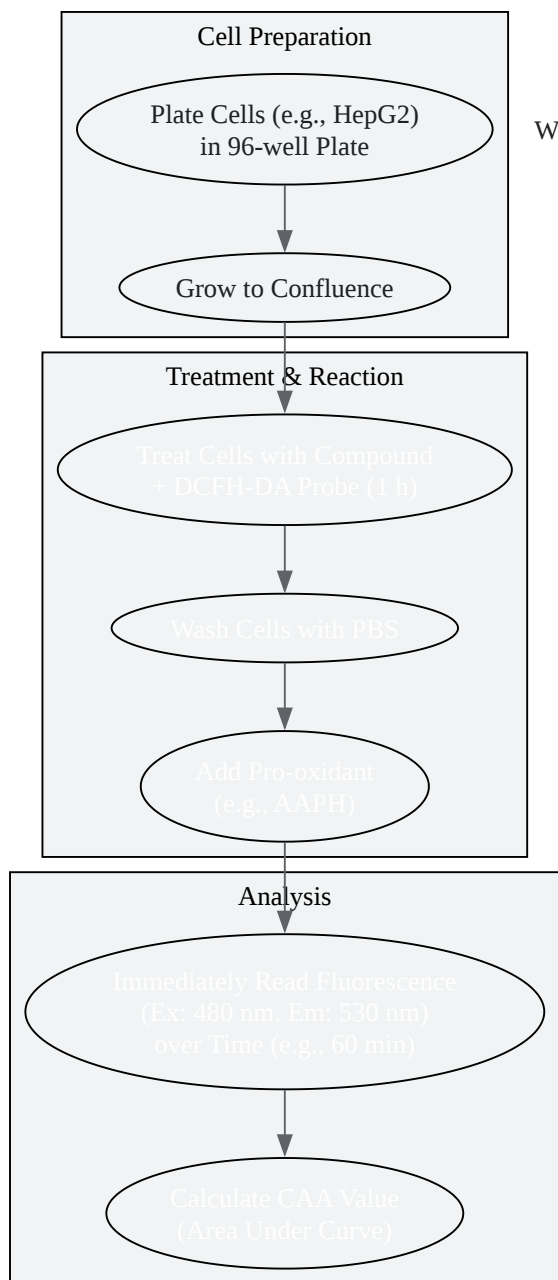 Cell Preparation
Plate Cells (e.g., HepG2)
in 96-well Plate
W
Grow to Confluence
Treatment & Reaction
Treat Cells with Compound
+ DCFH-DA Probe (1 h)
Wash Cells with PBS
Add Pro-oxidant
(e.g., AAPH)
Analysis
Immediately Read Fluorescence
(Ex: 480 nm, Em: 530 nm)
over Time (e.g., 60 min)
Calculate CAA Value
(Area Under Curve)